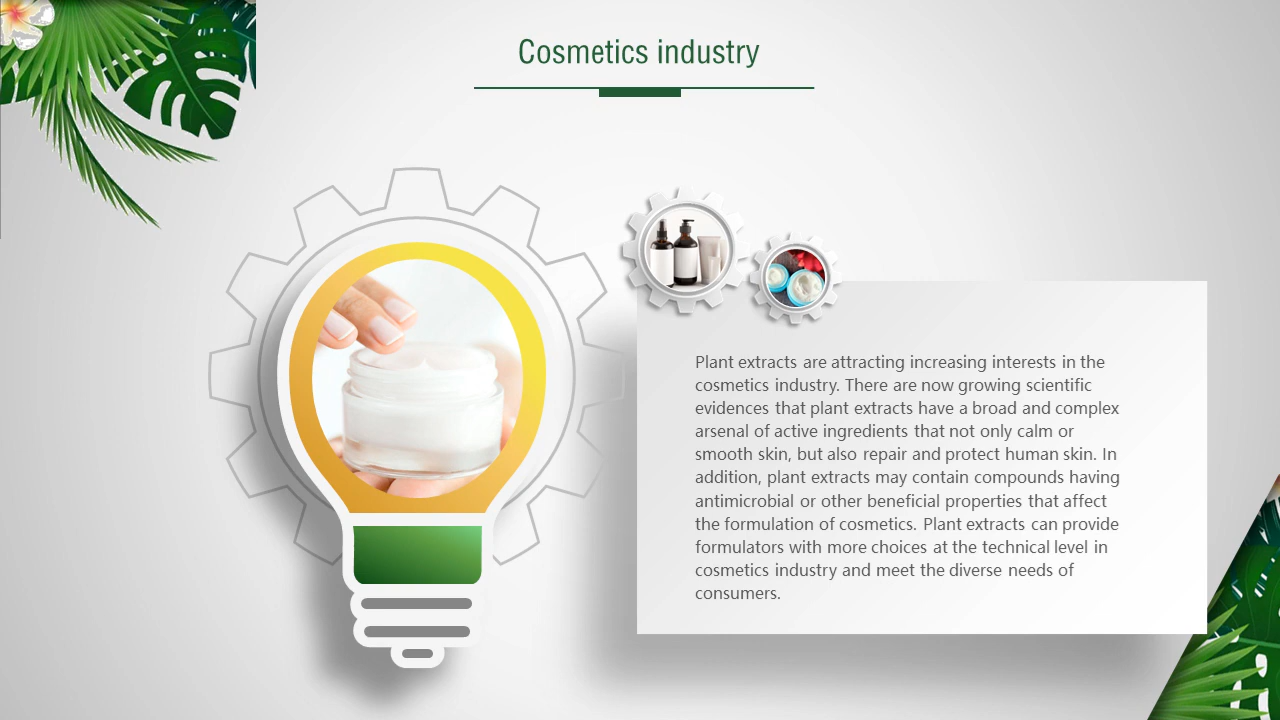 Cosmetics industry
Plant extracts are attracting increasing interests in the
cosmetics industry. There are now growing scientific
evidences that plant extracts have a broad and complex
arsenal of active ingredients that not only calm or
smooth skin, but also repair and protect human skin. In
addition, plant extracts may contain compounds having
antimicrobial or other beneficial properties that affect
the formulation of cosmetics. Plant extracts can provide
formulators with more choices at the technical level in
cosmetics industry and meet the diverse needs of
consumers.